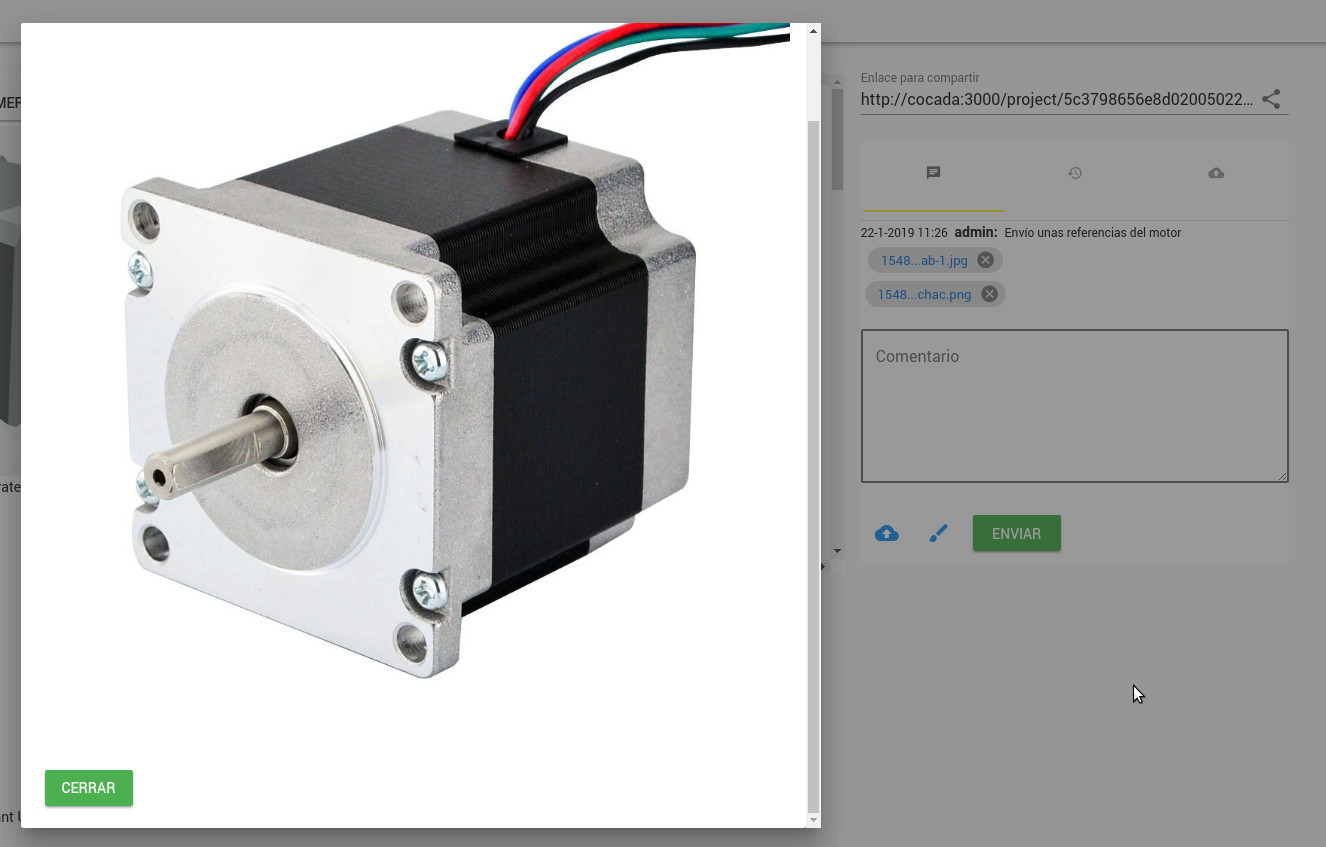 Enlace para compartir
http://cocada:3000/project/5c3798656e8d02005022...
22-1-2019 11:26 admin: Envío unas referencias del motor
1548...ab-1.jpg
1548...chac.png
Comentario
ENVIAR
CERRAR